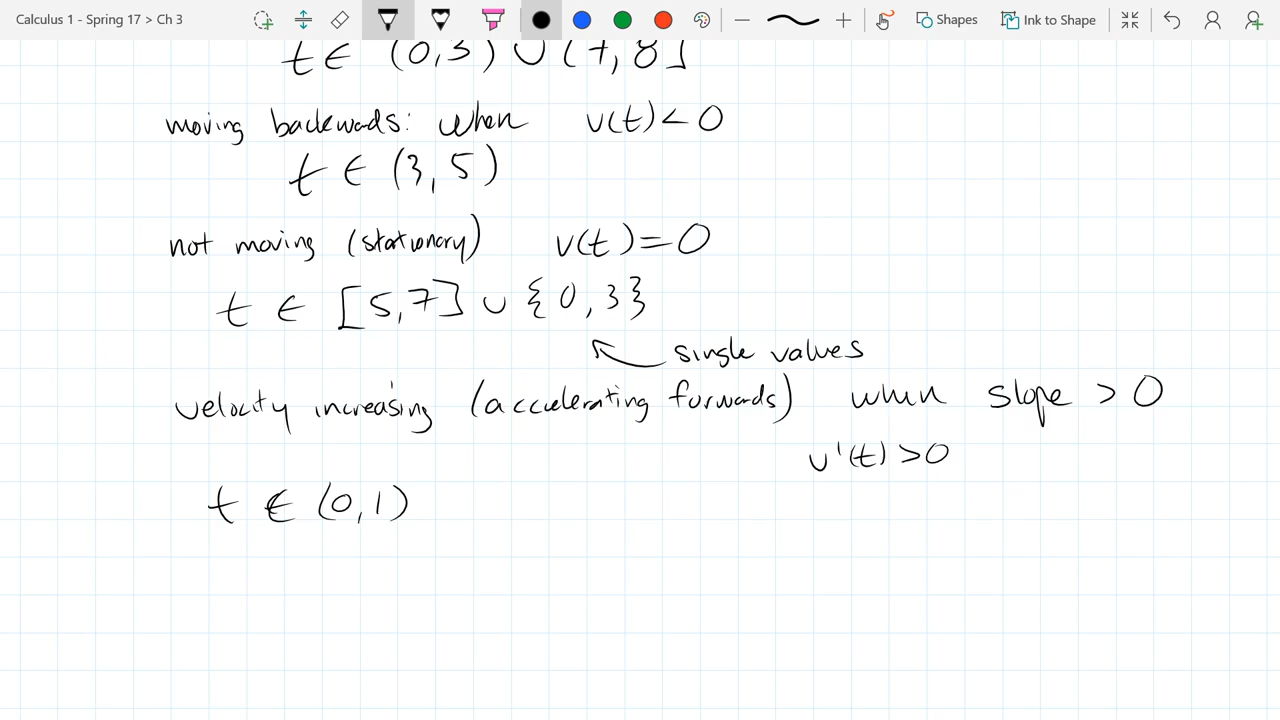 Calculus 1 - Spring 17 > Ch 3
Shapes
Ink to Shape
t ∈ (0,3) ∪ (7,8]
moving backwads: when v(t) < 0
t ∈ (3,5)
not moving (stationary) v(t) = 0
t ∈ [5,7] ∪ {0,3}
single values
velocity increasing (accelerating forwards) when slope > 0
v'(t) > 0
t ∈ (0,1)